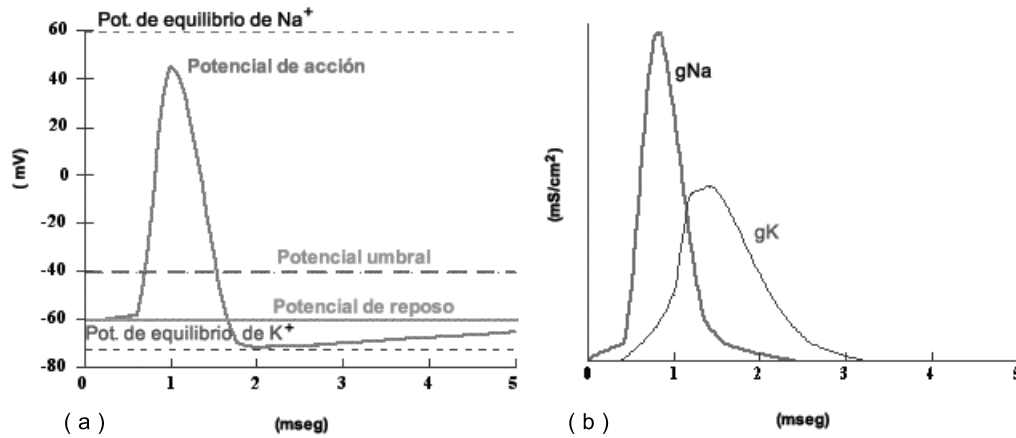 Pot. de equilibrio de Na+
60
Potencial de acción
40
20
( mV)
0
-20
Potencial umbral
-40
Potencial de reposo
-60
Pot. de equilibrio de K+
-80
0 1 2 3 4 5
( a ) (mseg)
gNa
(mS/cm2)
gK
0 1 2 3 4 5
( b ) (mseg)